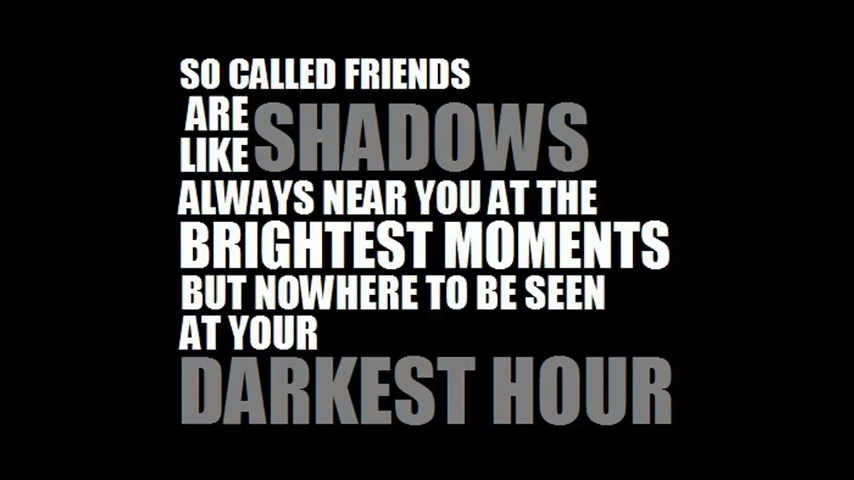 SO CALLED FRIENDS
ARE
LIKE SHADOWS
ALWAYS NEAR YOU AT THE
BRIGHTEST MOMENTS
BUT NOWHERE TO BE SEEN
AT YOUR
DARKEST HOUR